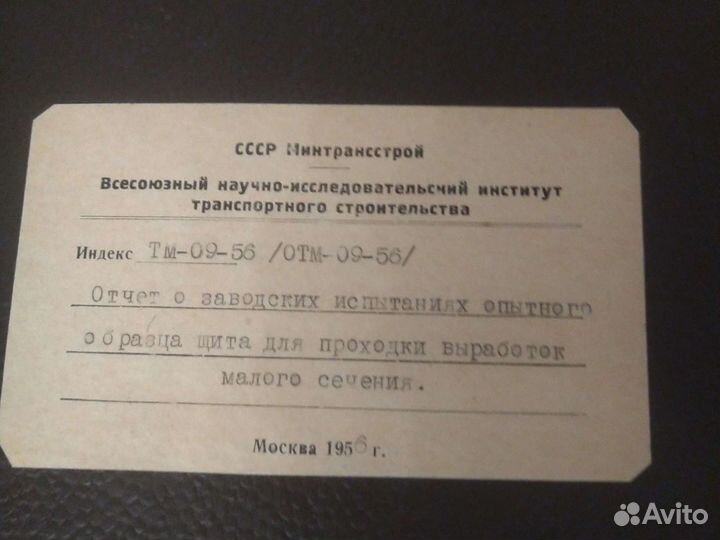 СССР Минтрансстрой
Всесоюзный научно-исследовательсчий институт
транспортного строительства
Индекс Тм-09-56 /ОТМ-09-56/
Отчет о заводских испытаниях опытного
образца щита для проходки выработок
малого сечения.
Москва 1956 г.
Avito